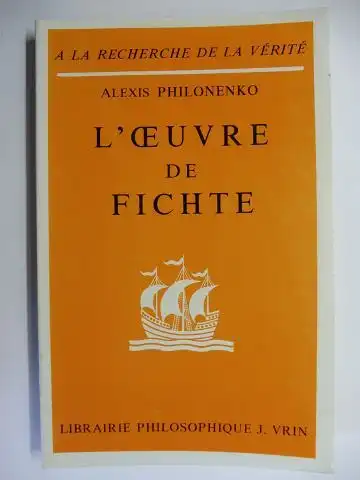 A LA RECHERCHE DE LA VÉRITÉ
ALEXIS PHILONENKO
L'ŒUVRE
DE
FICHTE
LIBRAIRIE PHILOSOPHIQUE J. VRIN